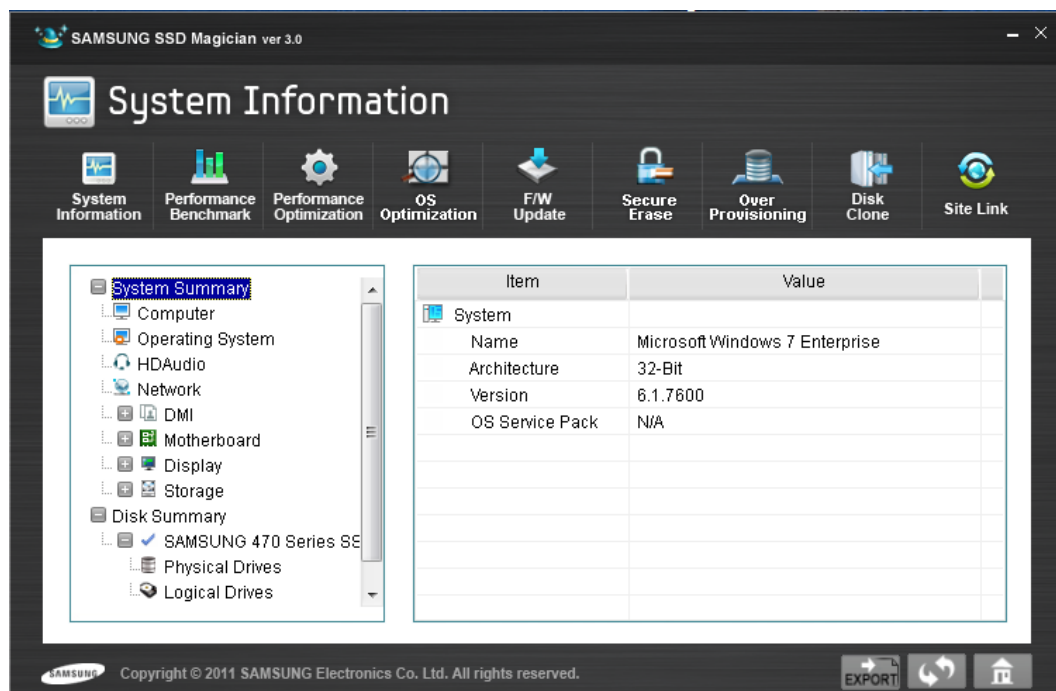 SAMSUNG SSD Magician ver 3.0
System Information
System Information
Performance Benchmark
Performance Optimization
OS Optimization
F/W Update
Secure Erase
Over Provisioning
Disk Clone
Site Link
System Summary
Computer
Operating System
HDAudio
Network
DMI
Motherboard
Display
Storage
Disk Summary
SAMSUNG 470 Series SS
Physical Drives
Logical Drives
Item Value
System
Name Microsoft Windows 7 Enterprise
Architecture 32-Bit
Version 6.1.7600
OS Service Pack N/A
SAMSUNG Copyright © 2011 SAMSUNG Electronics Co. Ltd. All rights reserved.
EXPORT